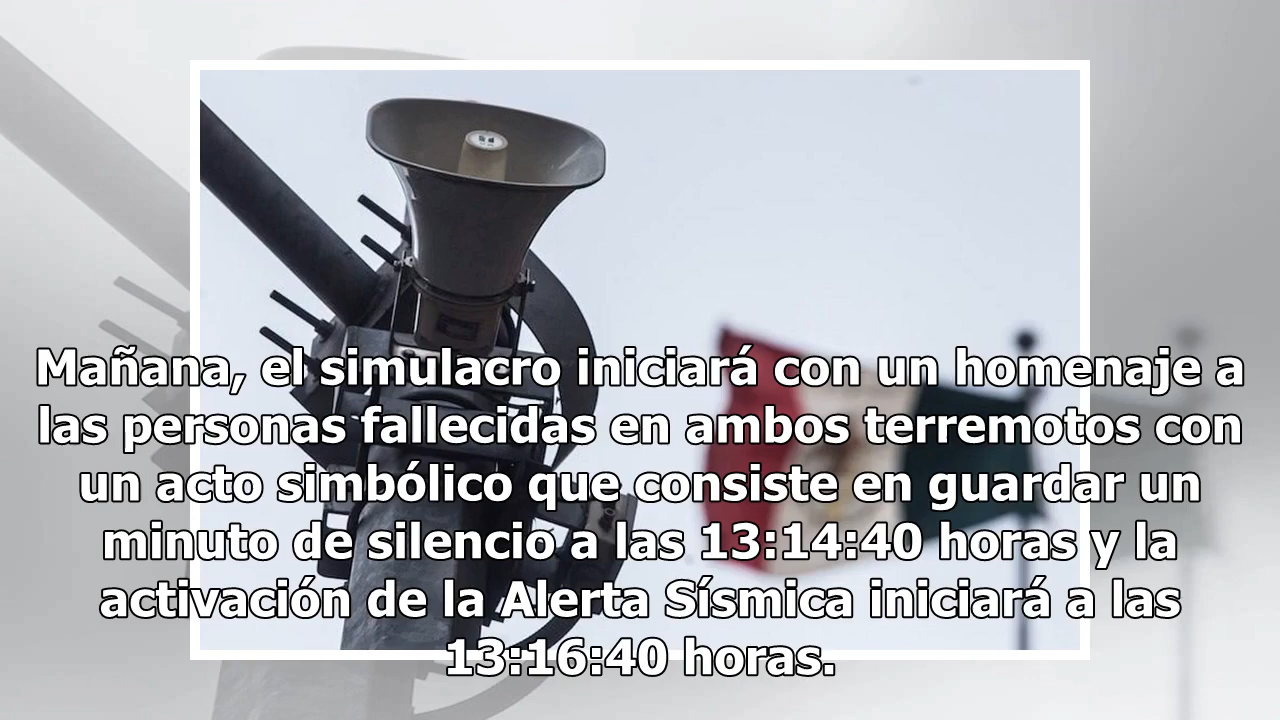 Mañana, el simulacro iniciará con un homenaje a
las personas fallecidas en ambos terremotos con
un acto simbólico que consiste en guardar un
minuto de silencio a las 13:14:40 horas y la
activación de la Alerta Sísmica iniciará a las
13:16:40 horas.